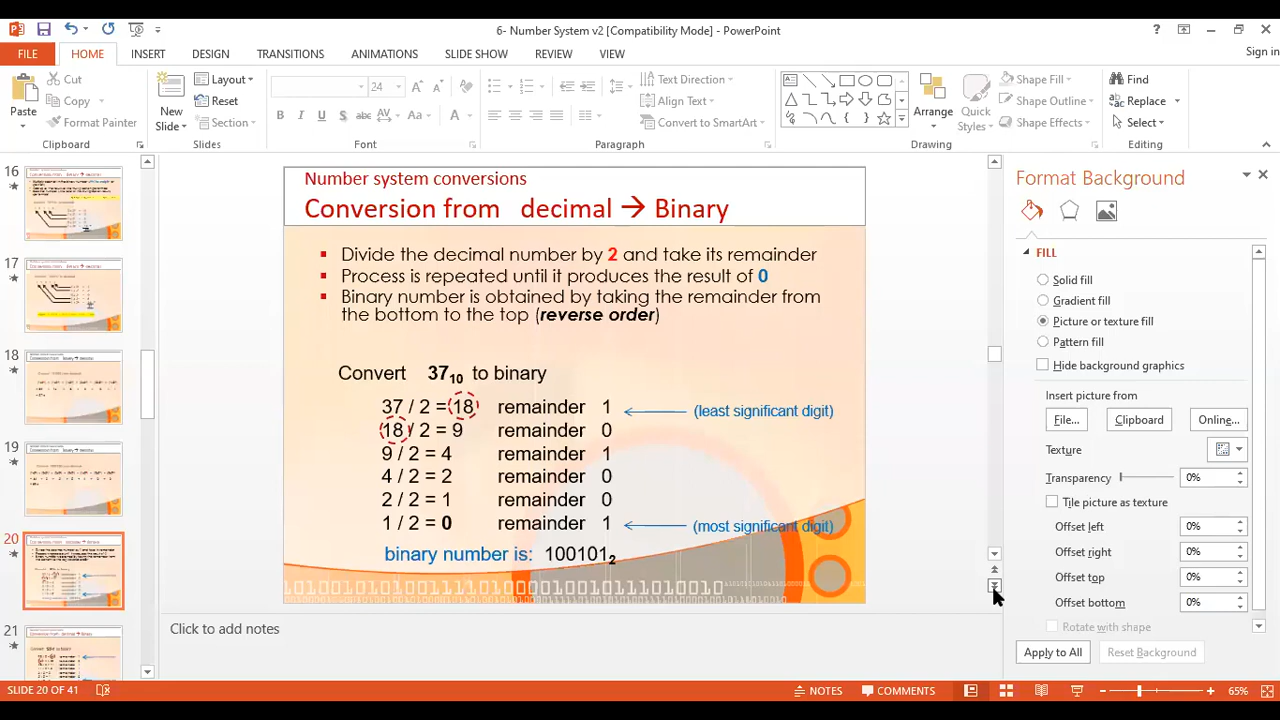 6- Number System v2 [Compatibility Mode] - PowerPoint
?
Sign in
FILE HOME INSERT DESIGN TRANSITIONS ANIMATIONS SLIDE SHOW REVIEW VIEW
Paste
Cut
Copy
Format Painter
Clipboard
New Slide
Layout
Reset
Section
Slides
24
B I U S abc AV Aa A
Font
Text Direction
Align Text
Convert to SmartArt
Paragraph
Arrange
Quick Styles
Shape Fill
Shape Outline
Shape Effects
Drawing
Find
Replace
Select
Editing
16
17
18
19
20
21
Number system conversions
Conversion from decimal → Binary
▪ Divide the decimal number by 2 and take its remainder
▪ Process is repeated until it produces the result of 0
▪ Binary number is obtained by taking the remainder from
the bottom to the top (reverse order)
Convert 37₁₀ to binary
37 / 2 = 18 remainder 1 (least significant digit)
18 / 2 = 9 remainder 0
9 / 2 = 4 remainder 1
4 / 2 = 2 remainder 0
2 / 2 = 1 remainder 0
1 / 2 = 0 remainder 1 (most significant digit)
binary number is: 100101₂
Click to add notes
Format Background
FILL
Solid fill
Gradient fill
Picture or texture fill
Pattern fill
Hide background graphics
Insert picture from
File... Clipboard Online...
Texture
Transparency 0%
Tile picture as texture
Offset left 0%
Offset right 0%
Offset top 0%
Offset bottom 0%
Rotate with shape
Apply to All Reset Background
SLIDE 20 OF 41 NOTES COMMENTS 65%